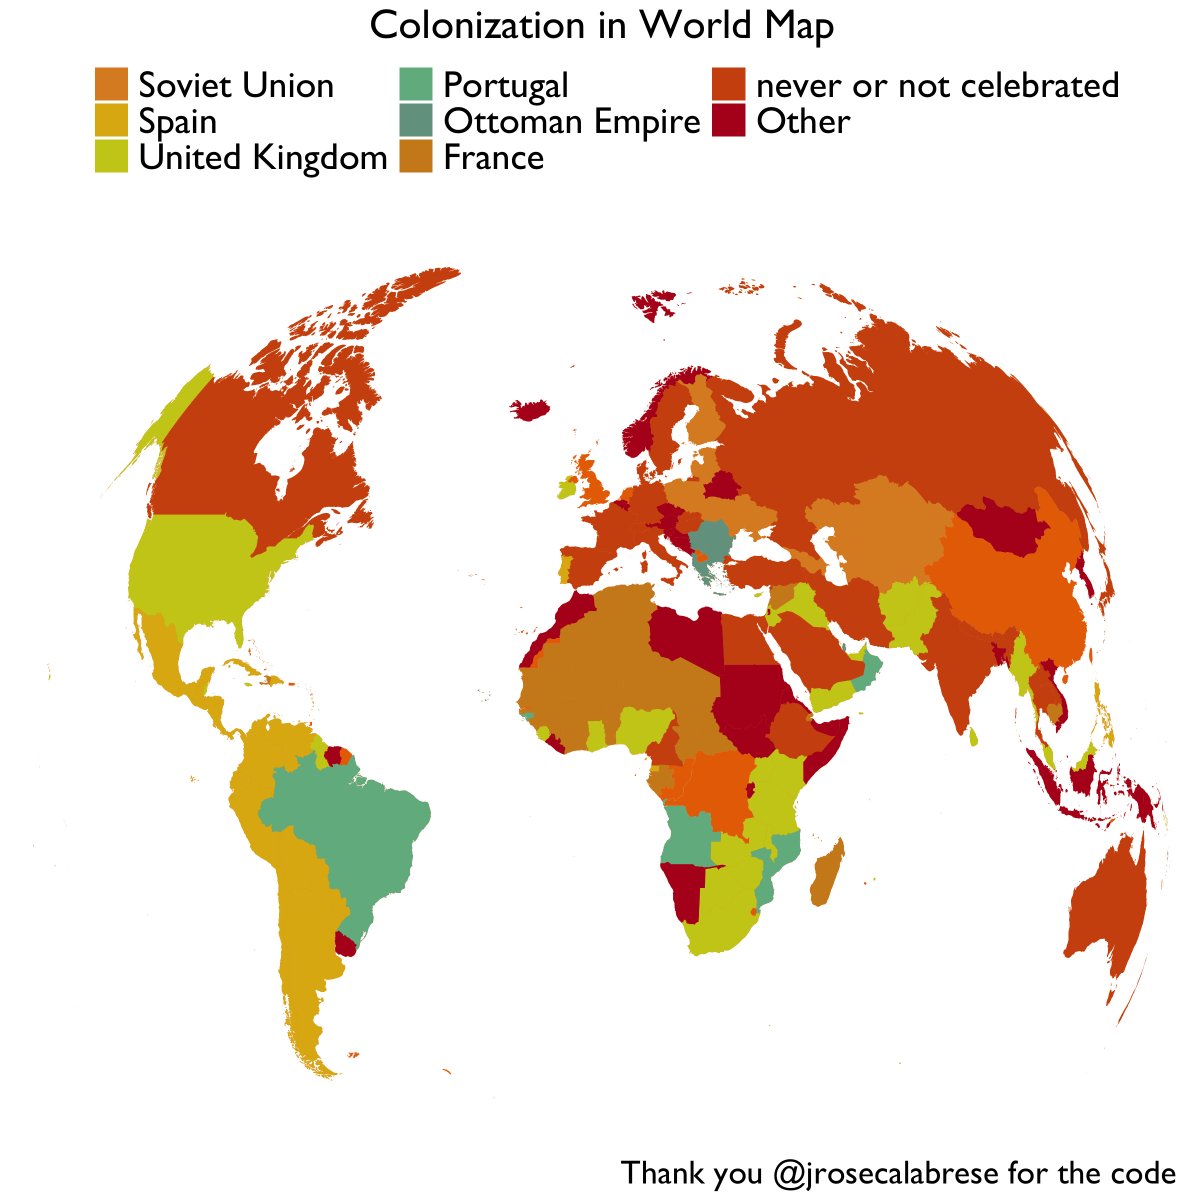 Colonization in World Map
Soviet Union
Spain
United Kingdom
Portugal
Ottoman Empire
France
never or not celebrated
Other
Thank you @jrosecalabrese for the code